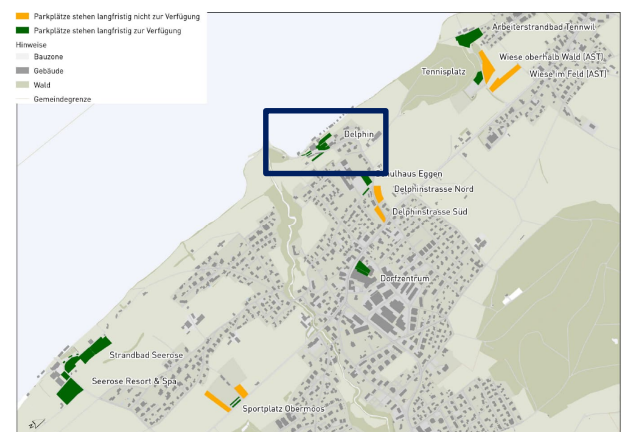 Parkplätze stehen langfristig nicht zur Verfügung
Parkplätze stehen langfristig zur Verfügung
Hinweise
Bauzone
Gebäude
Wald
Gemeindegrenze
Arbeiterstrandbad Tennwil
Wiese oberhalb Wald (AST)
Tennisplatz
Wiese im Feld (AST)
Delphin
Schulhaus Eggen
Delphinstrasse Nord
Delphinstrasse Süd
Dorfzentrum
Strandbad Seerose
Seerose Resort & Spa
Sportplatz Obermoos